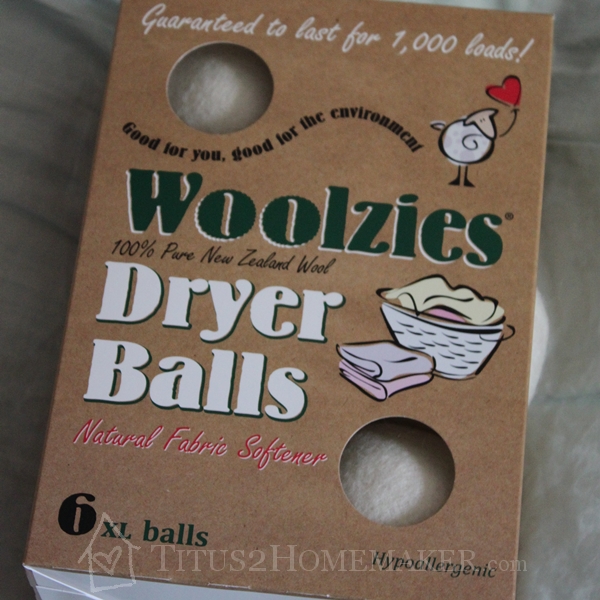 Guaranteed to last for 1,000 loads!
Good for you, good for the environment
Woolzies®
100% Pure New Zealand Wool
Dryer
Balls
Natural Fabric Softener
6 XL balls
Hypoallergenic
TITUS2HOMEMAKER.com